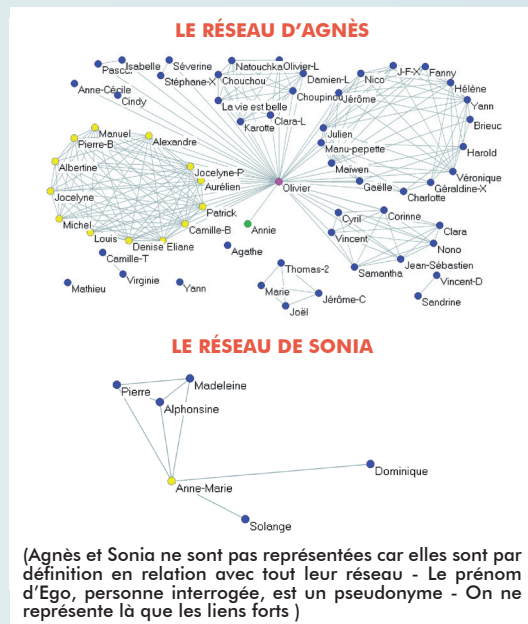 LE RÉSEAU D'AGNÈS
Isabelle
Séverine
Natouchka
Olivier-L
Pascal
Stéphane-X
Chouchou
Damien-L
J-F-X
Fanny
Nico
Anne-Cécile
Cindy
Choupinou
Jérôme
Hélène
La vie est belle
Yann
Karotte
Clara-L
Brieuc
Manuel
Pierre-B
Alexandre
Julien
Manu-pepette
Harold
Albertine
Jocelyne-P
Maïwen
Véronique
Aurélien
Olivier
Gaëlle
Géraldine-X
Jocelyne
Charlotte
Michel
Patrick
Cyril
Corinne
Louis
Camille-B
Annie
Vincent
Clara
Denise
Eliane
Agathe
Nono
Camille-T
Thomas-2
Samantha
Jean-Sébastien
Mathieu
Virginie
Yann
Marie
Jérôme-C
Vincent-D
Joël
Sandrine
LE RÉSEAU DE SONIA
Pierre
Madeleine
Alphonsine
Dominique
Anne-Marie
Solange
(Agnès et Sonia ne sont pas représentées car elles sont par
définition en relation avec tout leur réseau - Le prénom
d'Ego, personne interrogée, est un pseudonyme - On ne
représente là que les liens forts )